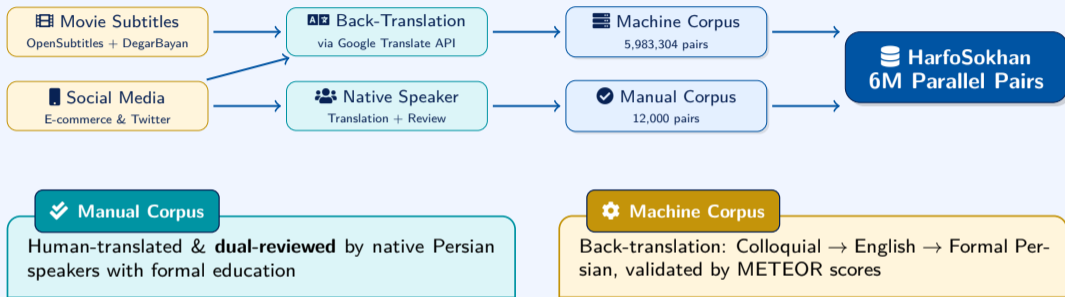 Movie Subtitles
OpenSubtitles + DegarBayan
Back-Translation
via Google Translate API
Machine Corpus
5,983,304 pairs
HarfoSokhan
6M Parallel Pairs
Social Media
E-commerce & Twitter
Native Speaker
Translation + Review
Manual Corpus
12,000 pairs
Manual Corpus
Human-translated & dual-reviewed by native Persian
speakers with formal education
Machine Corpus
Back-translation: Colloquial → English → Formal Per-
sian, validated by METEOR scores